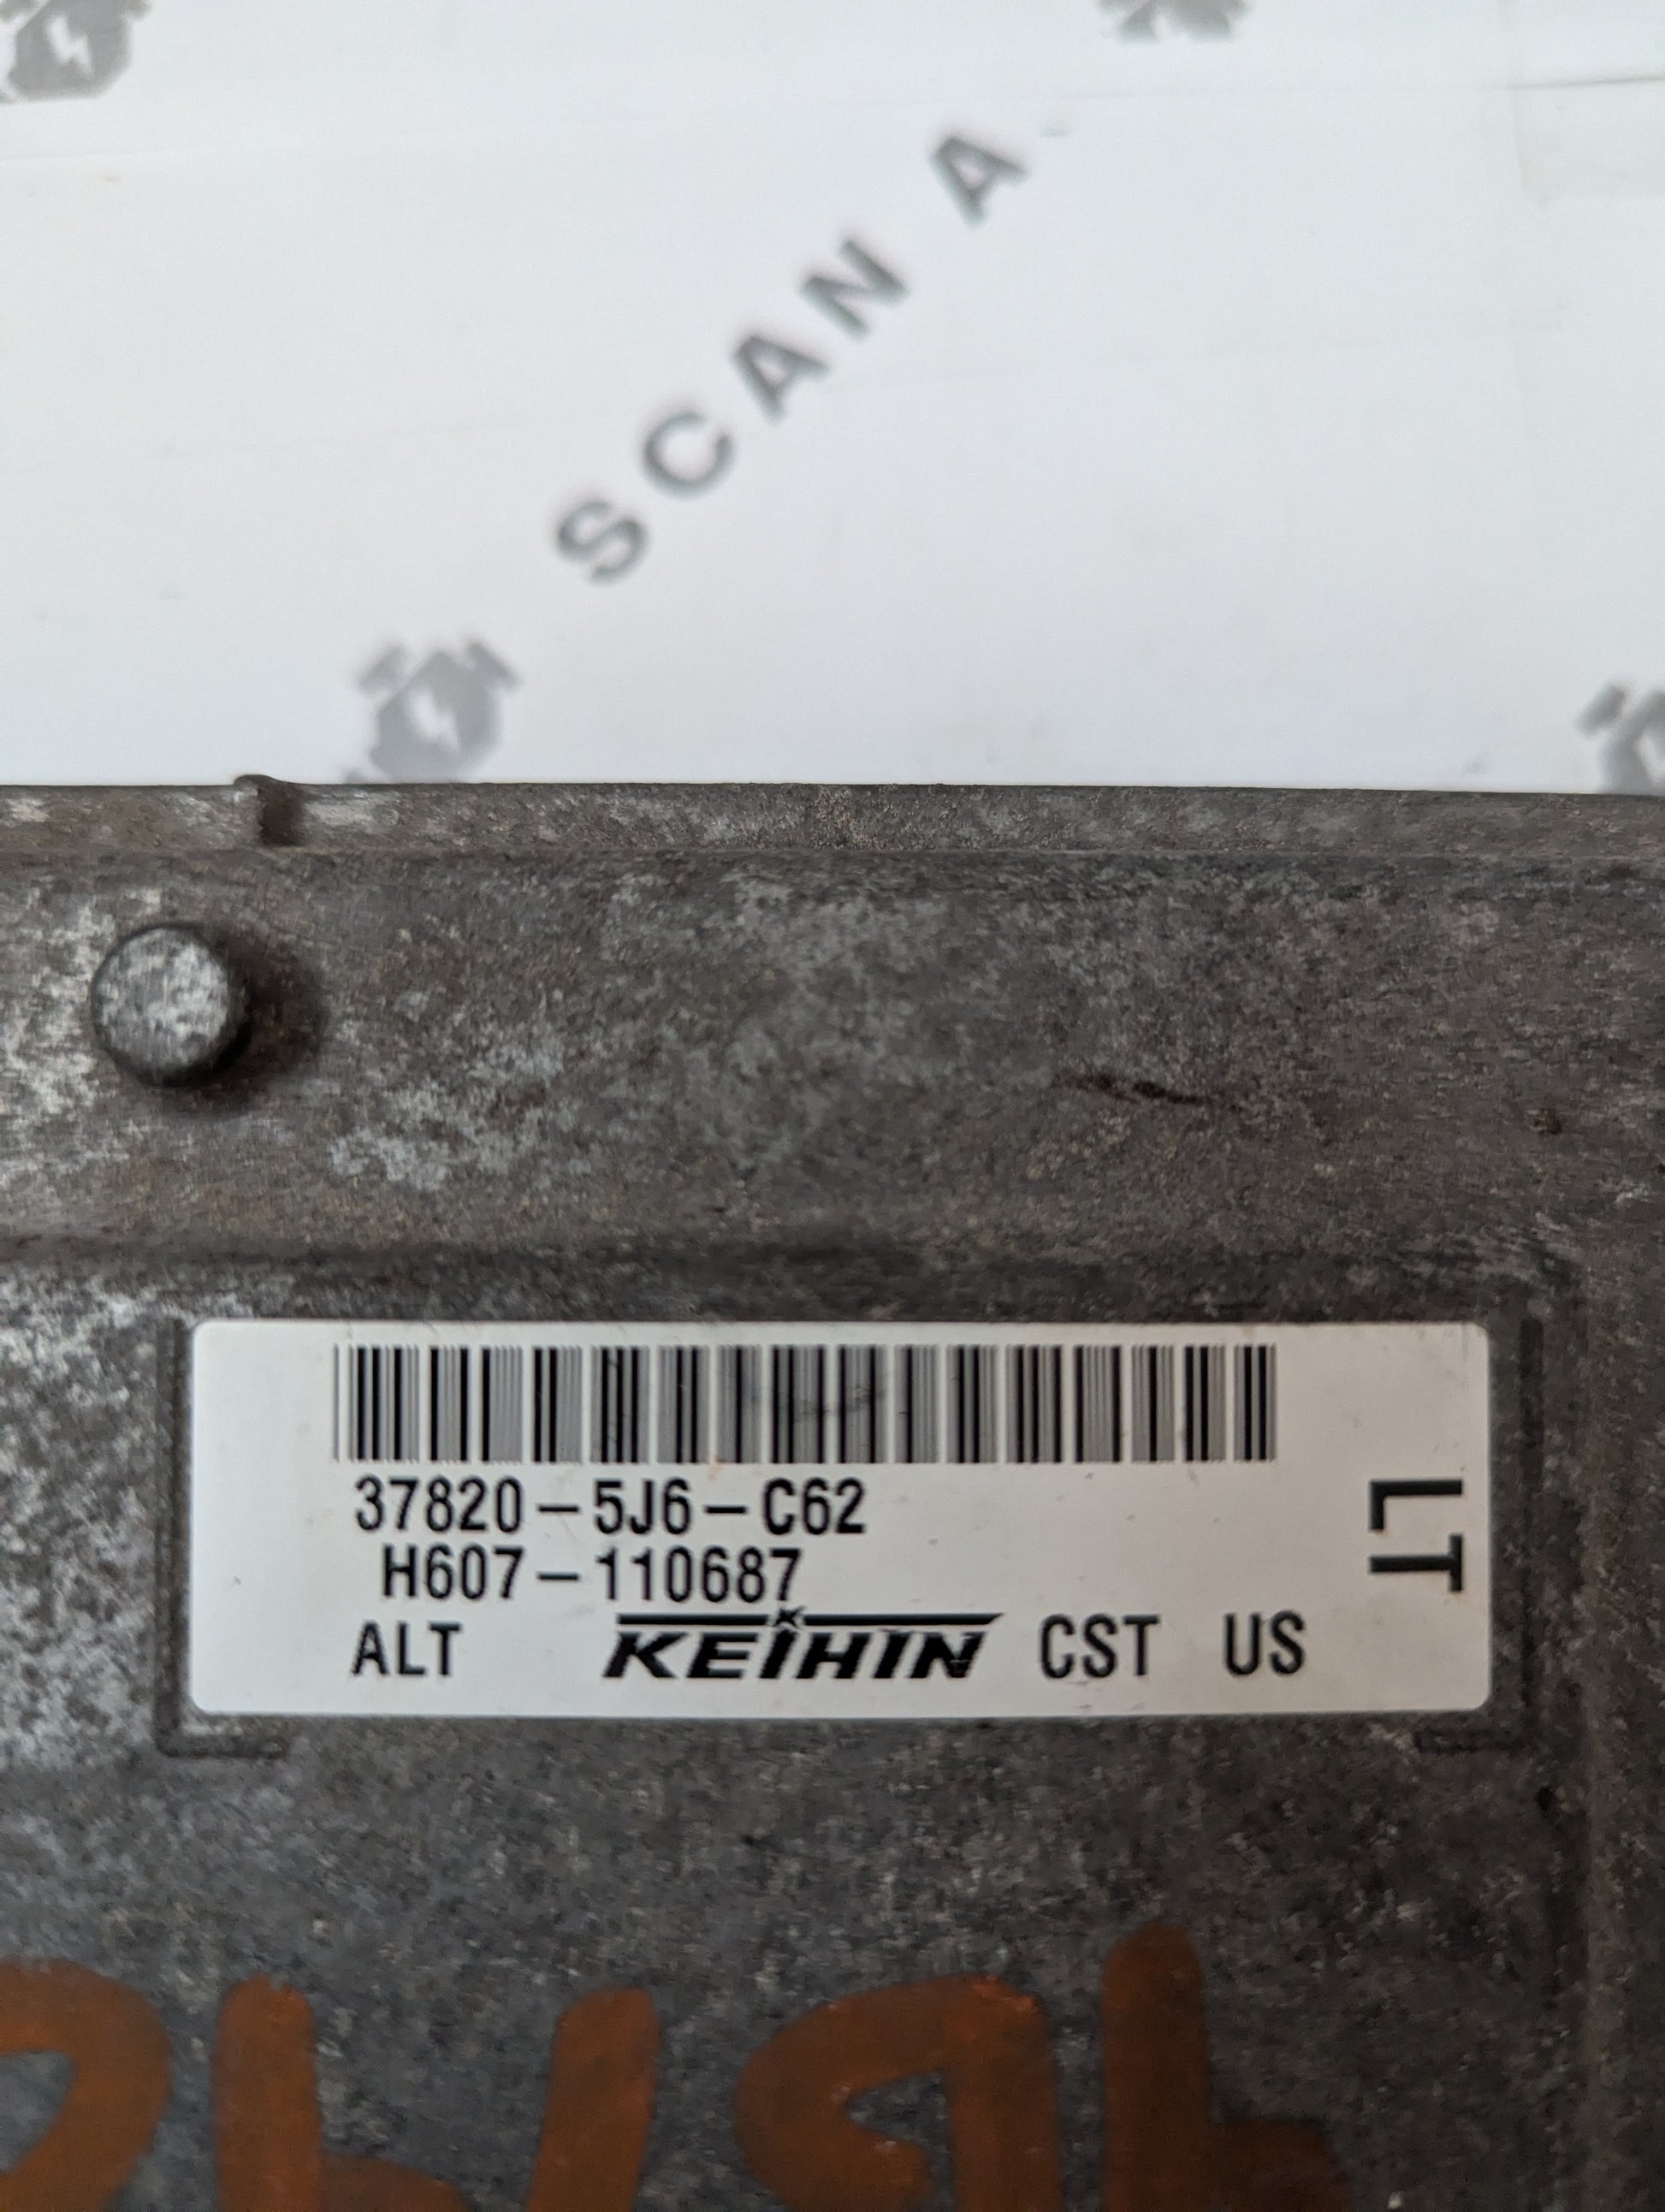 SCAN A
37820-5J6-C62
H607-110687
ALT KEIHIN CST US
LT